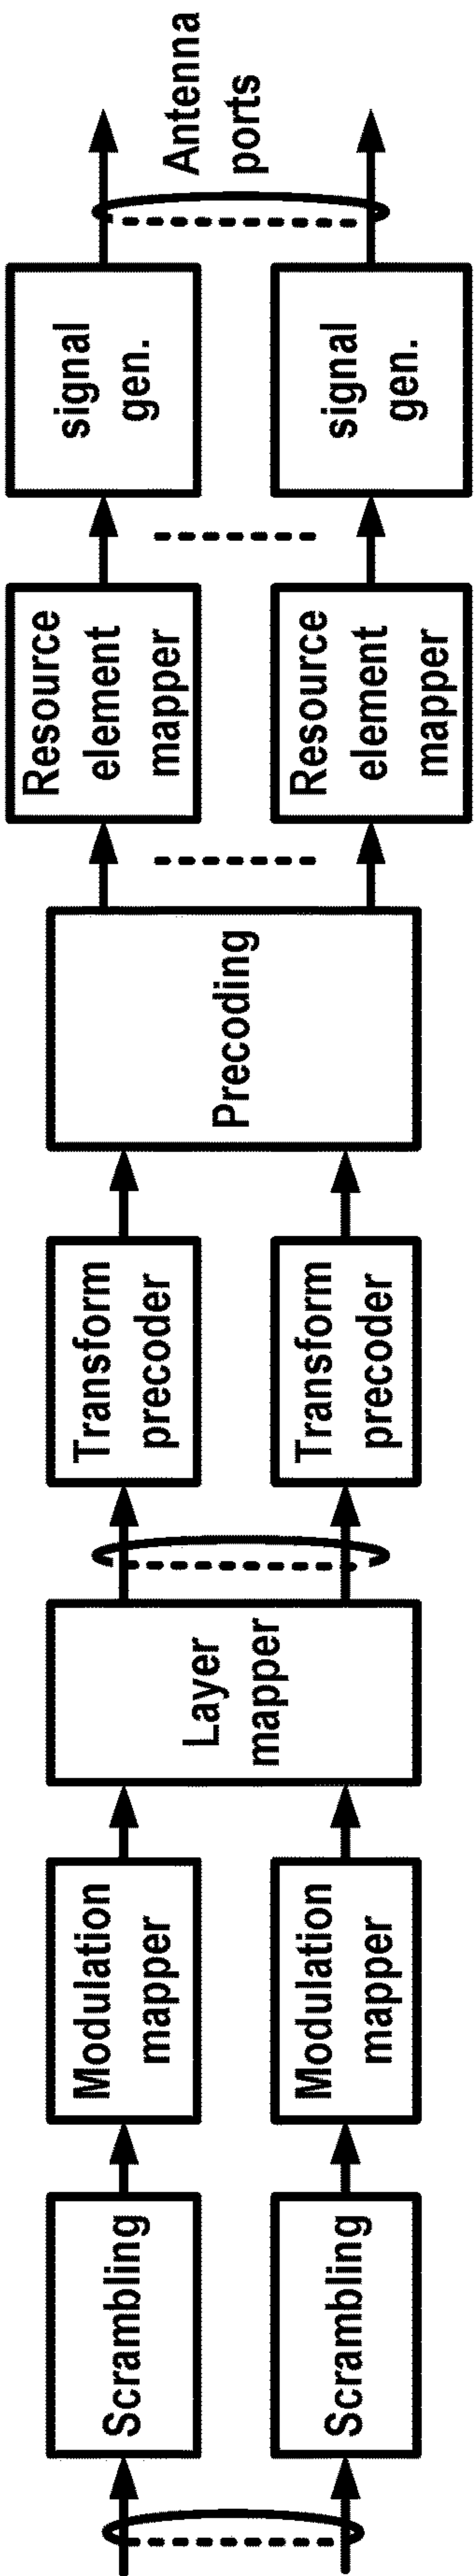 Scrambling
Scrambling
Modulation
mapper
Modulation
mapper
Layer
mapper
Transform
precoder
Transform
precoder
Precoding
Resource
element
mapper
Resource
element
mapper
signal
gen.
signal
gen.
Antenna
ports